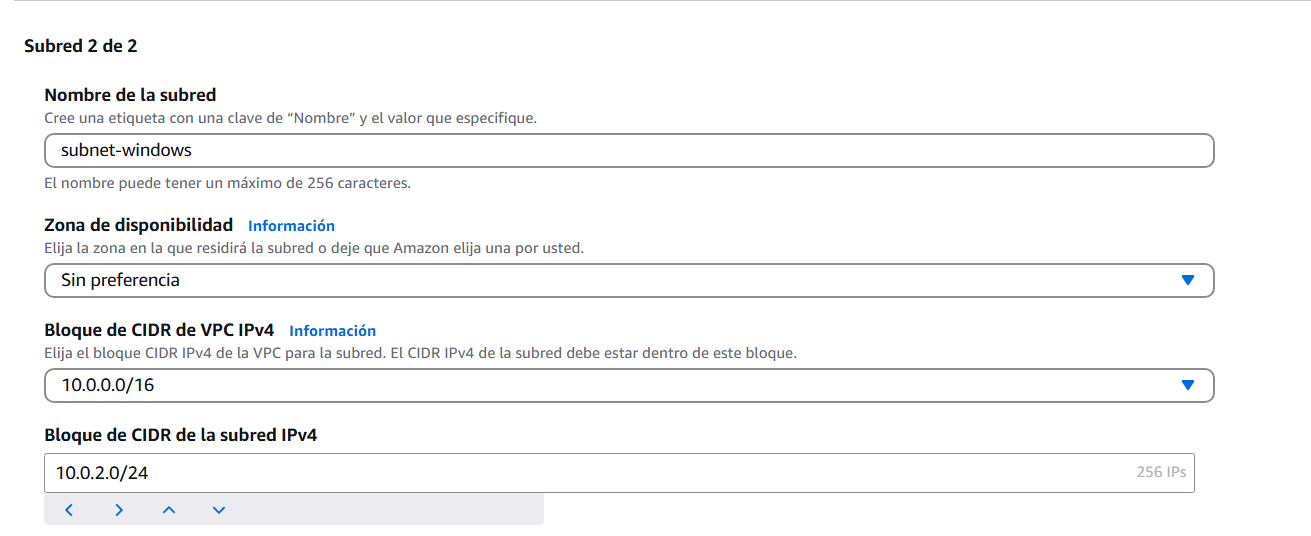 Subred 2 de 2
Nombre de la subred
Cree una etiqueta con una clave de “Nombre” y el valor que especifique.
subnet-windows
El nombre puede tener un máximo de 256 caracteres.
Zona de disponibilidad Información
Elija la zona en la que residirá la subred o deje que Amazon elija una por usted.
Sin preferencia
Bloque de CIDR de VPC IPv4 Información
Elija el bloque CIDR IPv4 de la VPC para la subred. El CIDR IPv4 de la subred debe estar dentro de este bloque.
10.0.0.0/16
Bloque de CIDR de la subred IPv4
10.0.2.0/24 256 IPs